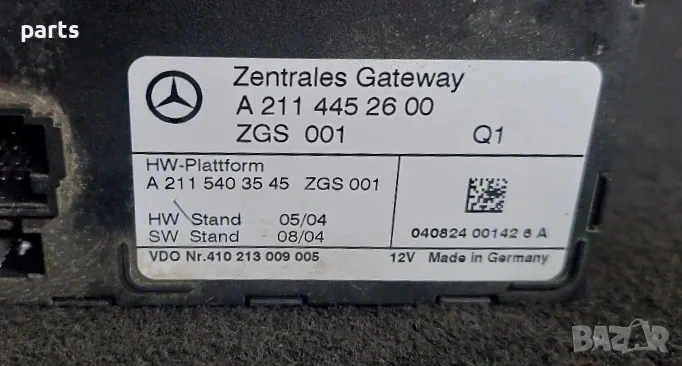 parts
Zentrales Gateway
A 211 445 26 00
ZGS 001 Q1
HW-Plattform
A 211 540 35 45 ZGS 001
HW Stand 05/04
SW Stand 08/04
040824 00142 6 A
VDO Nr.410 213 009 005 12V Made in Germany
BAZAR